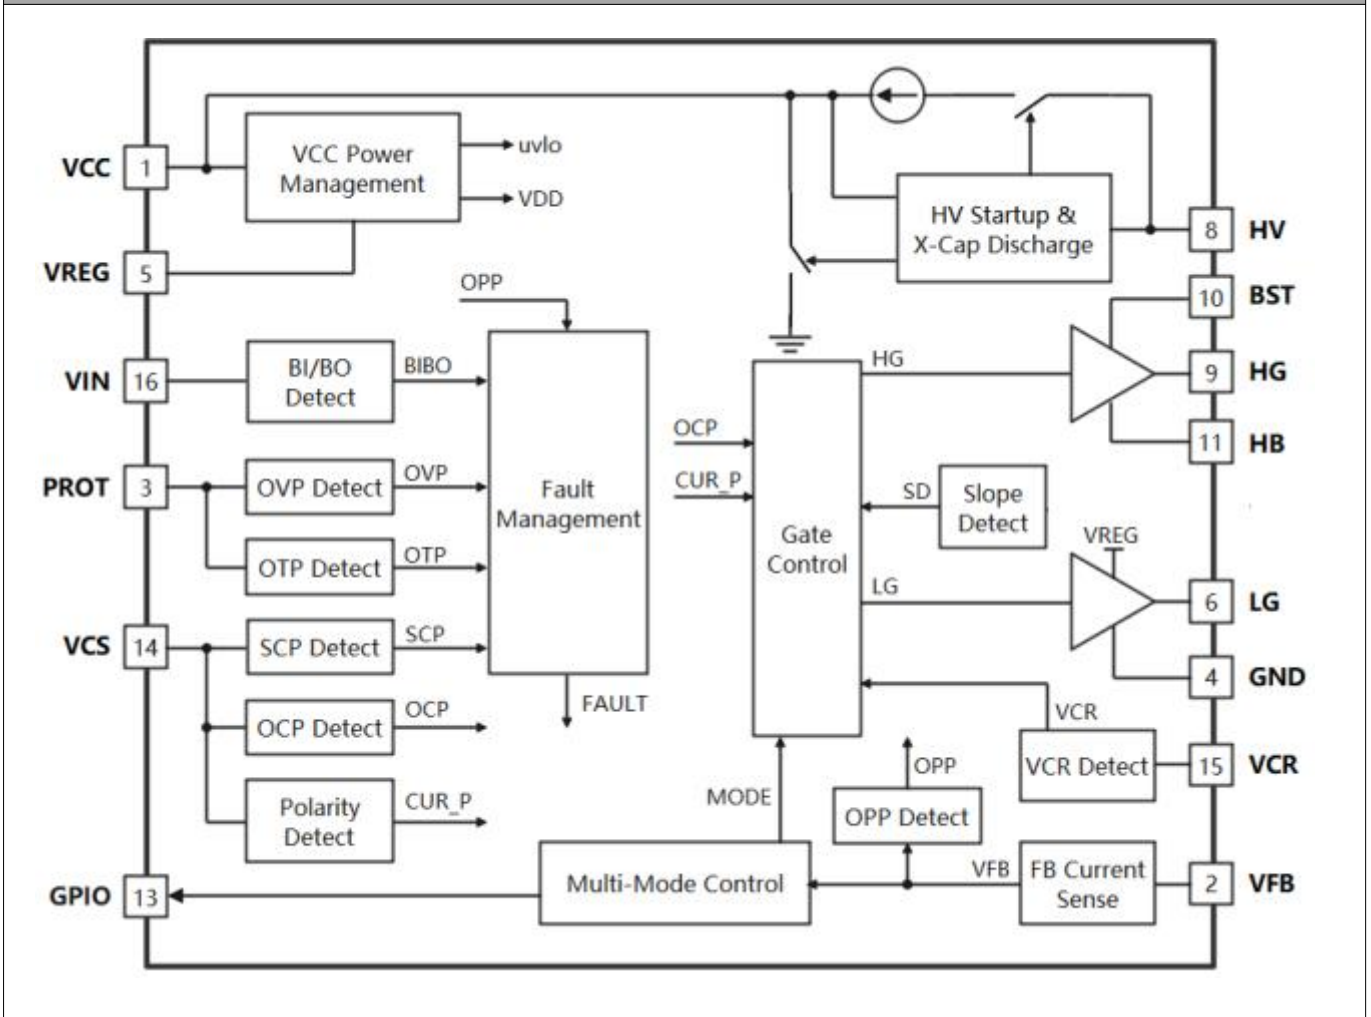 VCC
1
VCC Power
Management
uvlo
VDD
VREG
5
HV Startup &
X-Cap Discharge
8
HV
OPP
10
BST
VIN
16
BI/BO
Detect
BIBO
HG
9
HG
OCP
11
HB
PROT
3
OVP Detect
OVP
CUR_P
Fault
Management
SD
Slope
Detect
Gate
Control
VREG
OTP Detect
OTP
LG
6
LG
VCS
14
SCP Detect
SCP
4
GND
FAULT
OCP Detect
OCP
VCR
OPP
VCR Detect
15
VCR
Polarity
Detect
CUR_P
MODE
OPP Detect
GPIO
13
Multi-Mode Control
VFB
FB Current
Sense
2
VFB